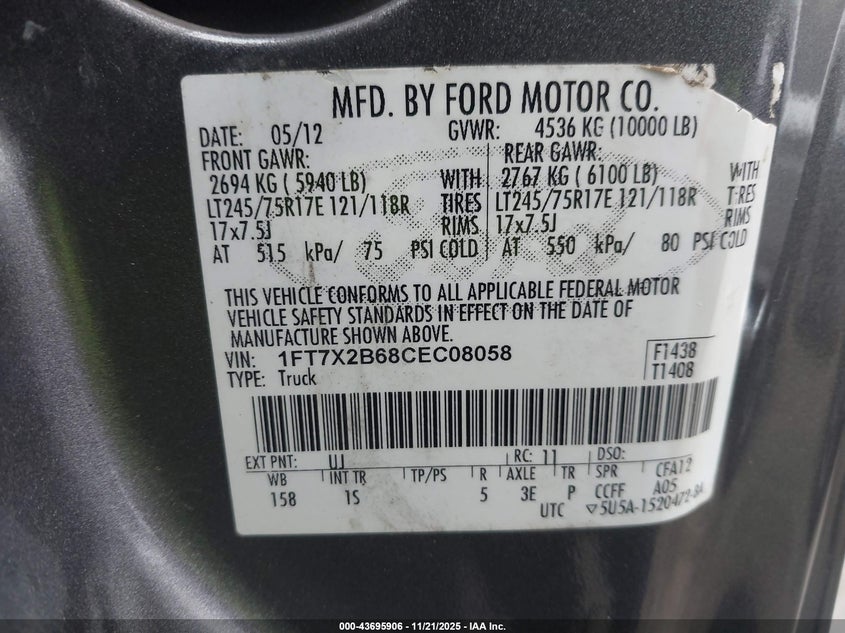 MFD. BY FORD MOTOR CO.
DATE: 05/12 GVWR: 4536 KG (10000 LB)
FRONT GAWR: REAR GAWR:
2694 KG ( 5940 LB) WITH 2767 KG ( 6100 LB) WITH
LT245/75R17E 121/118R TIRES LT245/75R17E 121/118R TIRES
17x7.5J RIMS 17x7.5J RIMS
AT 515 kPa/ 75 PSI COLD AT 550 kPa/ 80 PSI COLD
THIS VEHICLE CONFORMS TO ALL APPLICABLE FEDERAL MOTOR
VEHICLE SAFETY STANDARDS IN EFFECT ON THE DATE OF
MANUFACTURE SHOWN ABOVE.
VIN: 1FT7X2B68CEC08058 F1438
TYPE: Truck T1408
EXT PNT: UJ RC: 11 DSO:
WB INT TR TP/PS R AXLE TR SPR CFA12
158 1S 5 3E P CCFF A05
UTC ▽5U5A-1520472-BA
000-43695906 - 11/21/2025 - IAA Inc.